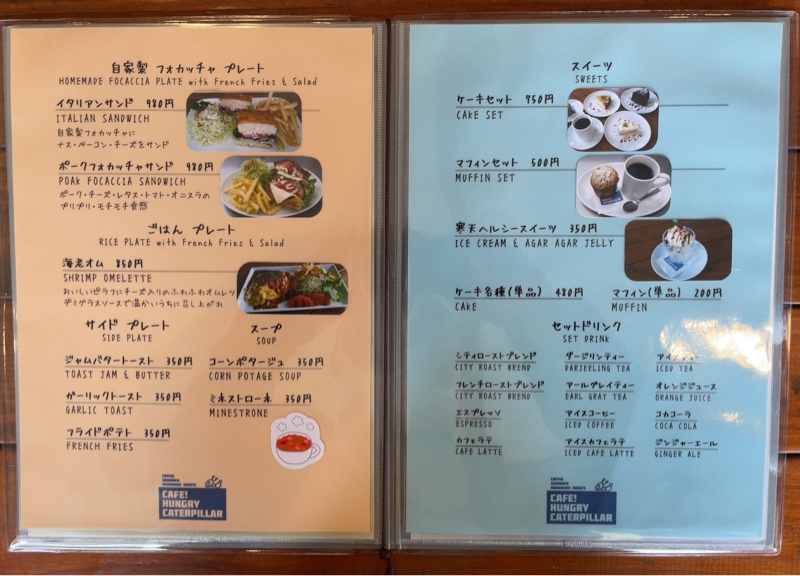 自家製 フォカッチャ プレート
HOMEMADE FOCACCIA PLATE with French Fries & Salad
イタリアンサンド 980円
ITALIAN SANDWICH
自家製フォカッチャに
ナス・ベーコン・チーズをサンド
ポークフォカッチャサンド 980円
POAK FOCACCIA SANDWICH
ポーク・チーズ・レタス・トマト・オニスラの
プリプリ・モチモチ食感
ごはん プレート
RICE PLATE with French Fries & Salad
海老オム 850円
SHRIMP OMELETTE
おいしいピラフにチーズ入りのふわふわオムレツ
デミグラスソースで温かいうちに召し上がれ
サイド プレート
SIDE PLATE
ジャムバタートースト 350円
TOAST JAM & BUTTER
ガーリックトースト 350円
GARLIC TOAST
フライドポテト 350円
FRENCH FRIES
スープ
SOUP
コーンポタージュ 350円
CORN POTAGE SOUP
ミネストローネ 350円
MINESTRONE
CAFE!
HUNGRY
CATERPILLAR
スイーツ
SWEETS
ケーキセット 750円
CAKE SET
マフィンセット 500円
MUFFIN SET
寒天ヘルシースイーツ 350円
ICE CREAM & AGAR AGAR JELLY
ケーキ各種(単品) 480円
CAKE
マフィン(単品) 200円
MUFFIN
セットドリンク
SET DRINK
シティローストブレンド
CITY ROAST BREND
フレンチローストブレンド
CITY ROAST BREND
エスプレッソ
ESPRESSO
カフェラテ
CAFE LATTE
ダージリンティー
DARJEELING TEA
アールグレイティー
EARL GRAY TEA
アイスコーヒー
ICED COFFEE
アイスカフェラテ
ICED CAFE LATTE
ICED TEA
オレンジジュース
ORANGE JUICE
コカコーラ
COCA COLA
ジンジャーエール
GINGER ALE
CAFE!
HUNGRY
CATERPILLAR